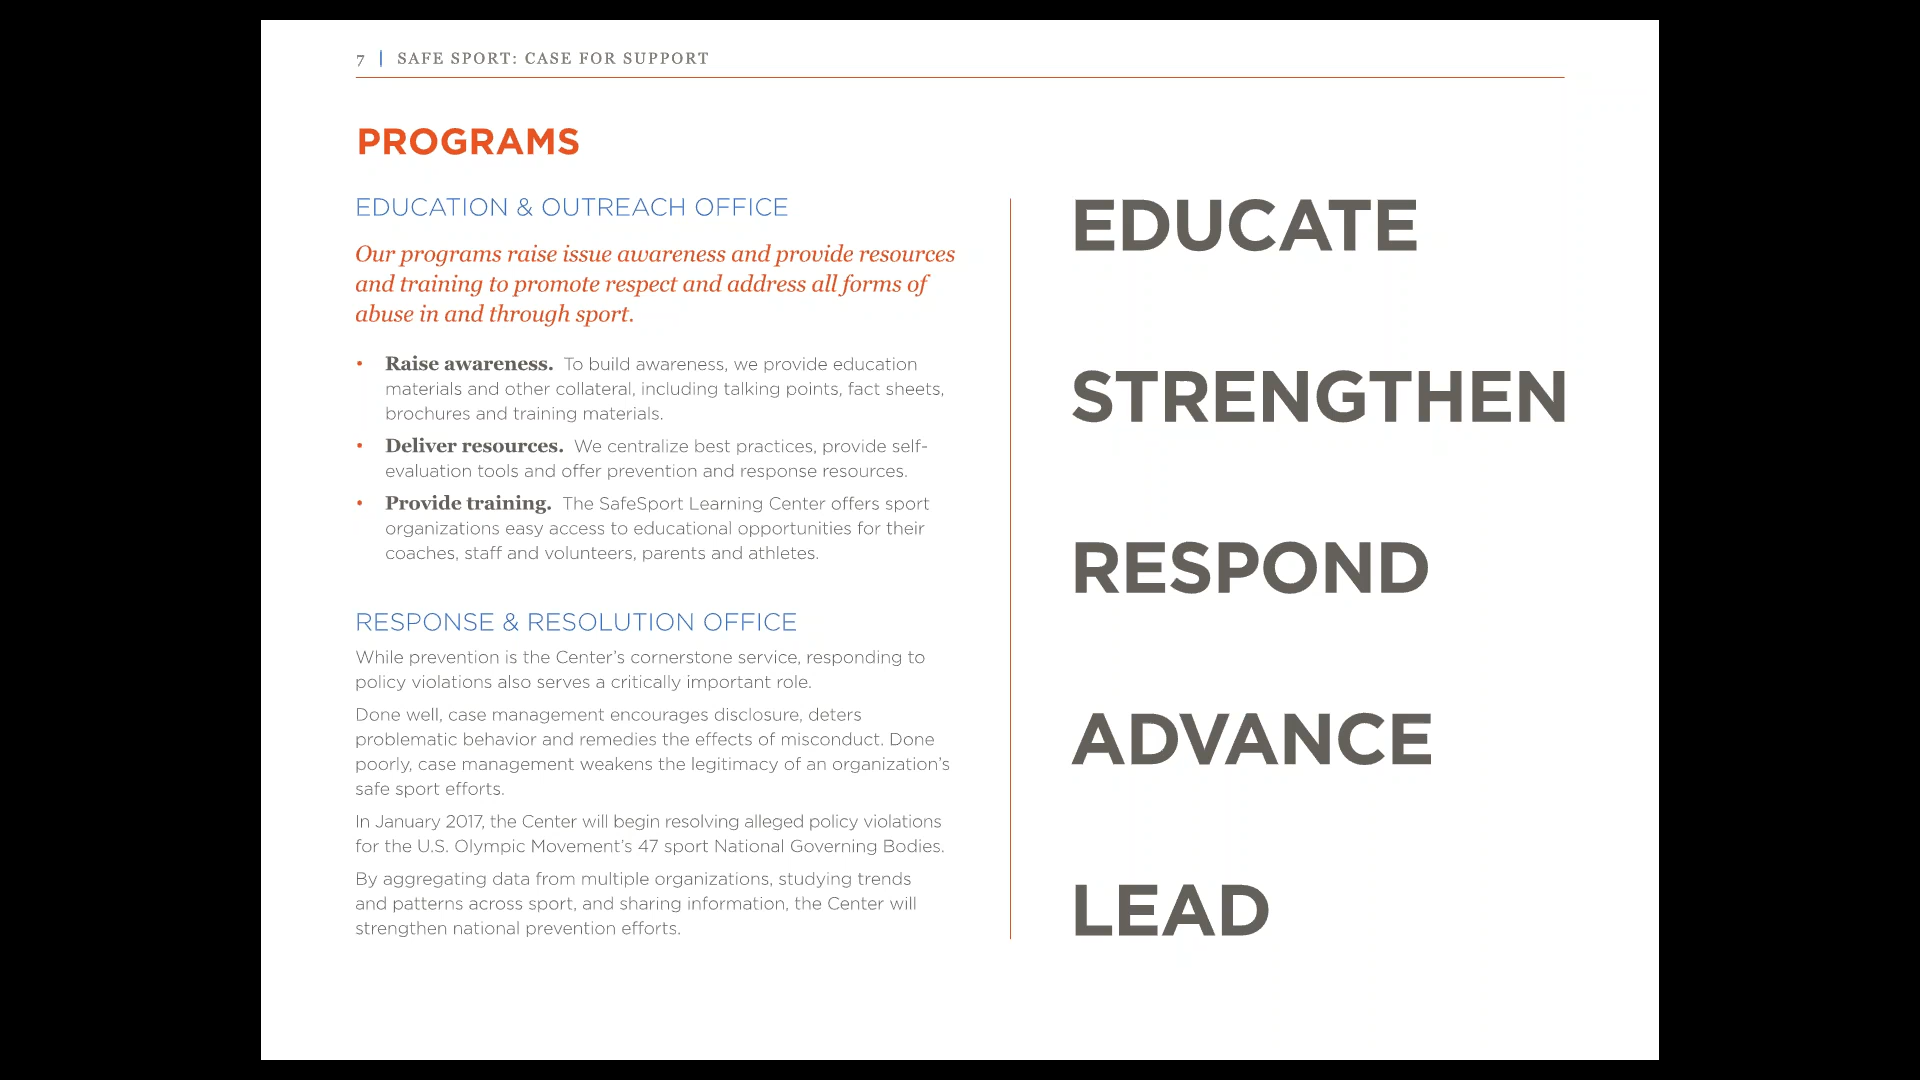 7 | SAFE SPORT: CASE FOR SUPPORT
PROGRAMS
EDUCATION & OUTREACH OFFICE
Our programs raise issue awareness and provide resources
and training to promote respect and address all forms of
abuse in and through sport.
• Raise awareness. To build awareness, we provide education
materials and other collateral, including talking points, fact sheets,
brochures and training materials.
• Deliver resources. We centralize best practices, provide self-
evaluation tools and offer prevention and response resources.
• Provide training. The SafeSport Learning Center offers sport
organizations easy access to educational opportunities for their
coaches, staff and volunteers, parents and athletes.
RESPONSE & RESOLUTION OFFICE
While prevention is the Center’s cornerstone service, responding to
policy violations also serves a critically important role.
Done well, case management encourages disclosure, deters
problematic behavior and remedies the effects of misconduct. Done
poorly, case management weakens the legitimacy of an organization’s
safe sport efforts.
In January 2017, the Center will begin resolving alleged policy violations
for the U.S. Olympic Movement’s 47 sport National Governing Bodies.
By aggregating data from multiple organizations, studying trends
and patterns across sport, and sharing information, the Center will
strengthen national prevention efforts.
EDUCATE
STRENGTHEN
RESPOND
ADVANCE
LEAD